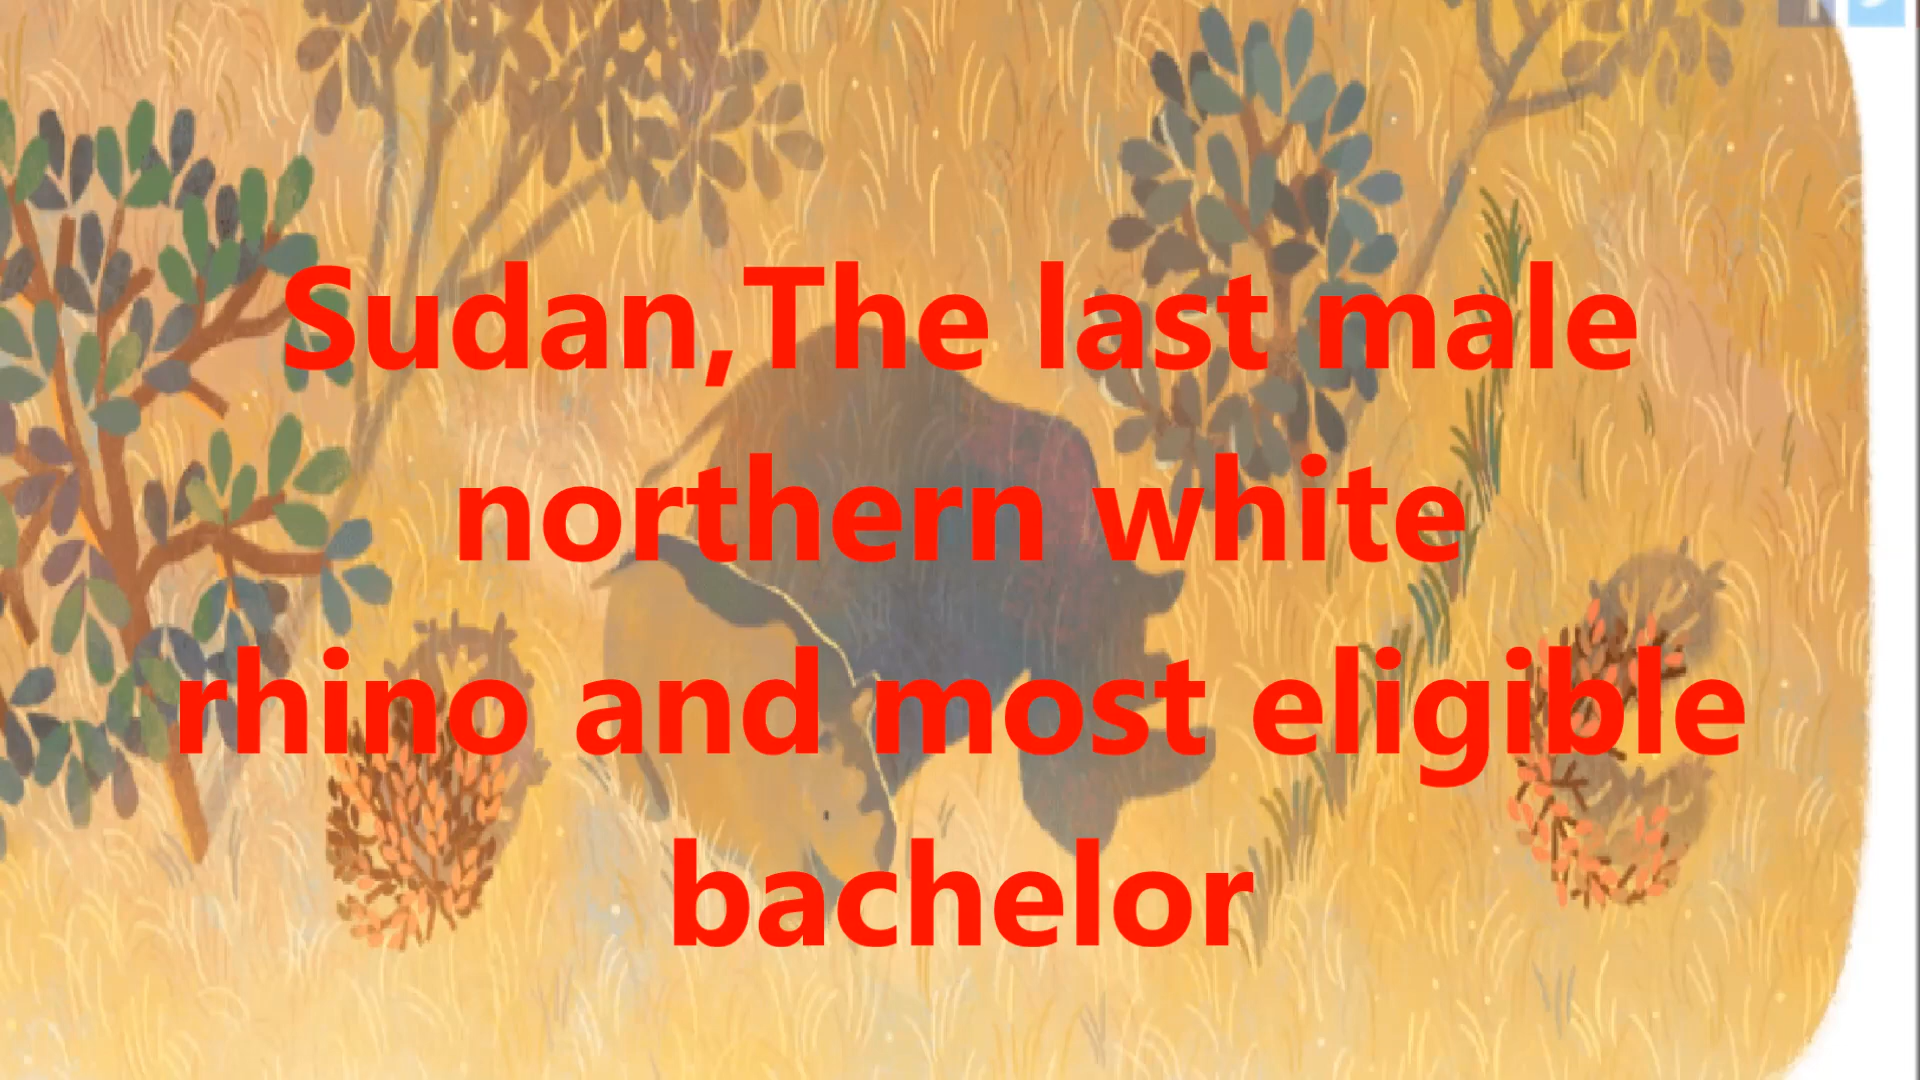 Sudan,The last male
northern white
rhino and most eligible
bachelor